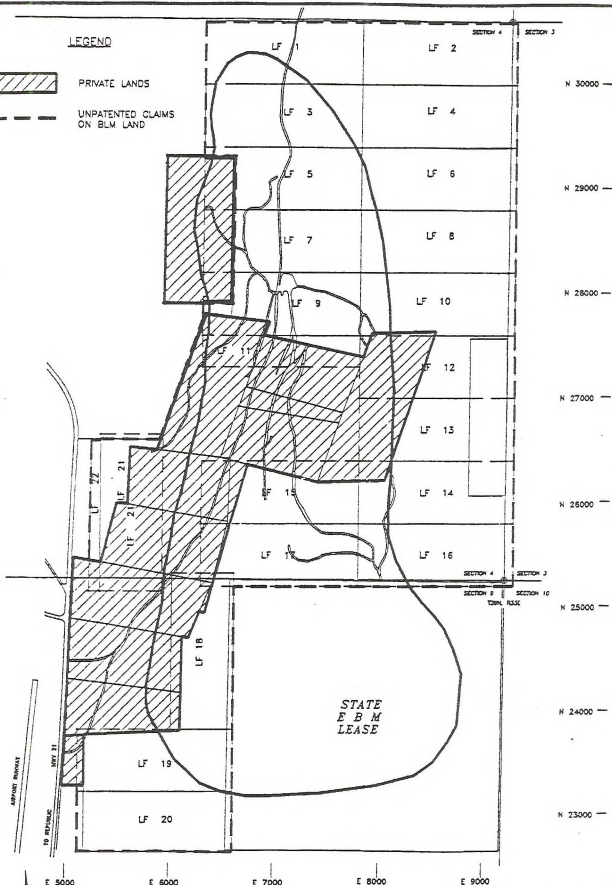 LEGEND
PRIVATE LANDS
UNPATENTED CLAIMS
ON BLM LAND
SECTION 4
SECTION 3
LF 1
LF 2
N 30000
LF 3
LF 4
LF 5
LF 6
N 29000
LF 7
LF 8
N 28000
LF 9
LF 10
LF 11
LF 12
N 27000
LF 13
LF 22
LF 21
LF 21
LF 15
LF 14
N 26000
LF 17
LF 16
SECTION 4
SECTION 3
SECTION 9
SECTION 10
N 25000
LF 18
STATE
E B M
LEASE
N 24000
LF 19
LF 20
N 23000
AIRPORT RUNWAY
HWY 21
TO REPUBLIC
E 5000
E 6000
E 7000
E 8000
E 9000